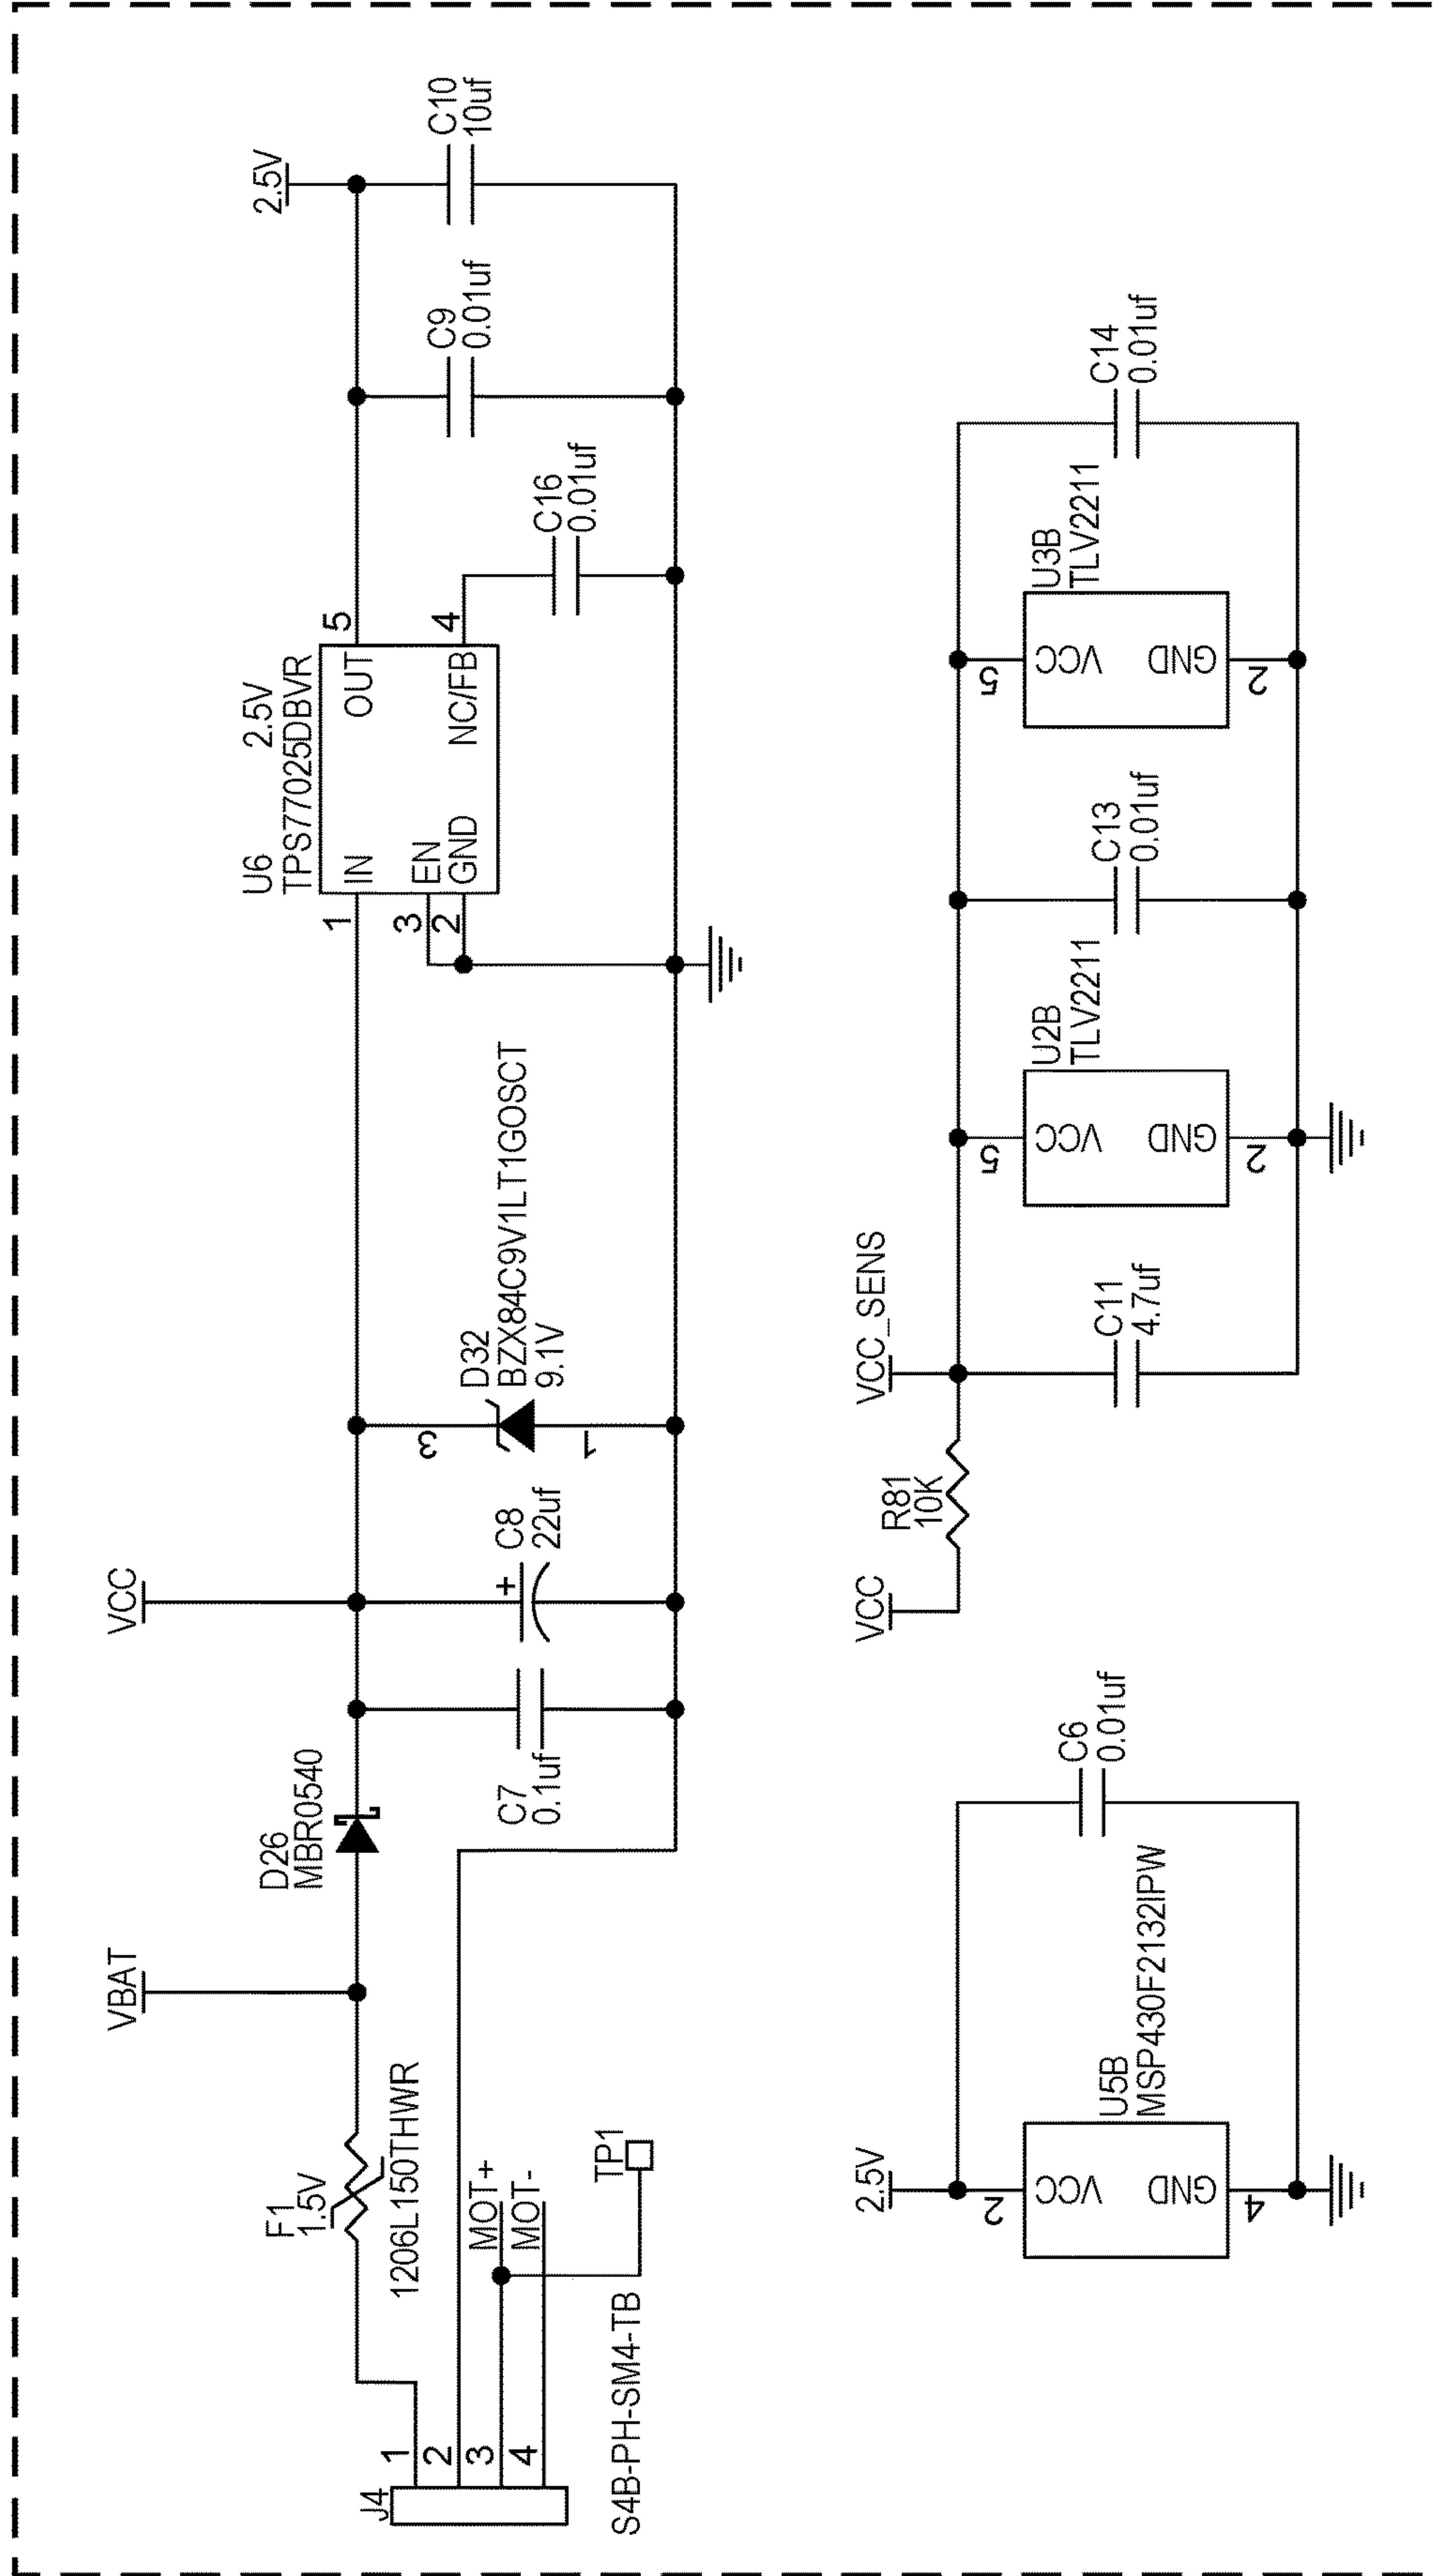 J4
1
2
3
4
S4B-PH-SM4-TB
F1
1.5V
1206L150THWR
MOT+
MOT-
TP1
VBAT
D26
MBR0540
C7
0.1uf
VCC
+
C8
22uf
D32
BZX84C9V1LT1GOSCT
9.1V
3
1
U6 2.5V
TPS77025DBVR
1
IN
3
EN
2
GND
OUT
5
NC/FB
4
C16
0.01uf
C9
0.01uf
2.5V
C10
10uf
2.5V
2
VCC
GND
4
U5B
MSP430F2132IPW
C6
0.01uf
VCC
R81
10K
VCC_SENS
C11
4.7uf
5
VCC
GND
2
U2B
TLV2211
C13
0.01uf
5
VCC
GND
2
U3B
TLV2211
C14
0.01uf